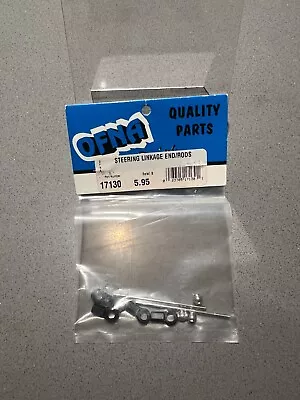 QUALITY
PARTS
OFNA
STEERING LINKAGE END/RODS
17130
5.95